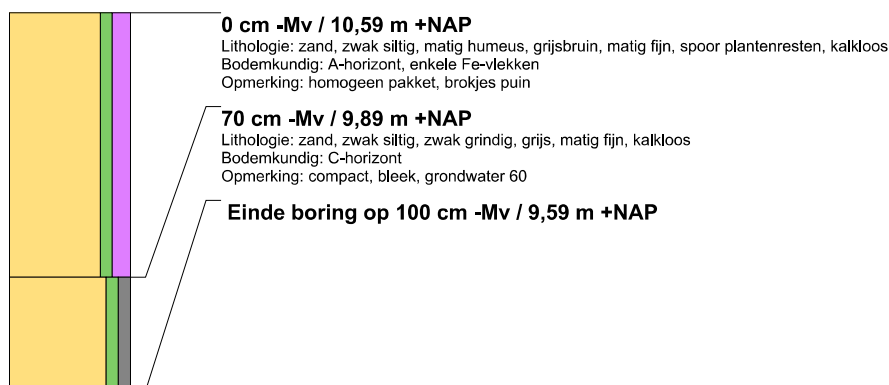 0 cm -Mv / 10,59 m +NAP
Lithologie: zand, zwak siltig, matig humeus, grijsbruin, matig fijn, spoor plantenresten, kalkloos
Bodemkundig: A-horizont, enkele Fe-vlekken
Opmerking: homogeen pakket, brokjes puin
70 cm -Mv / 9,89 m +NAP
Lithologie: zand, zwak siltig, zwak grindig, grijs, matig fijn, kalkloos
Bodemkundig: C-horizont
Opmerking: compact, bleek, grondwater 60
Einde boring op 100 cm -Mv / 9,59 m +NAP